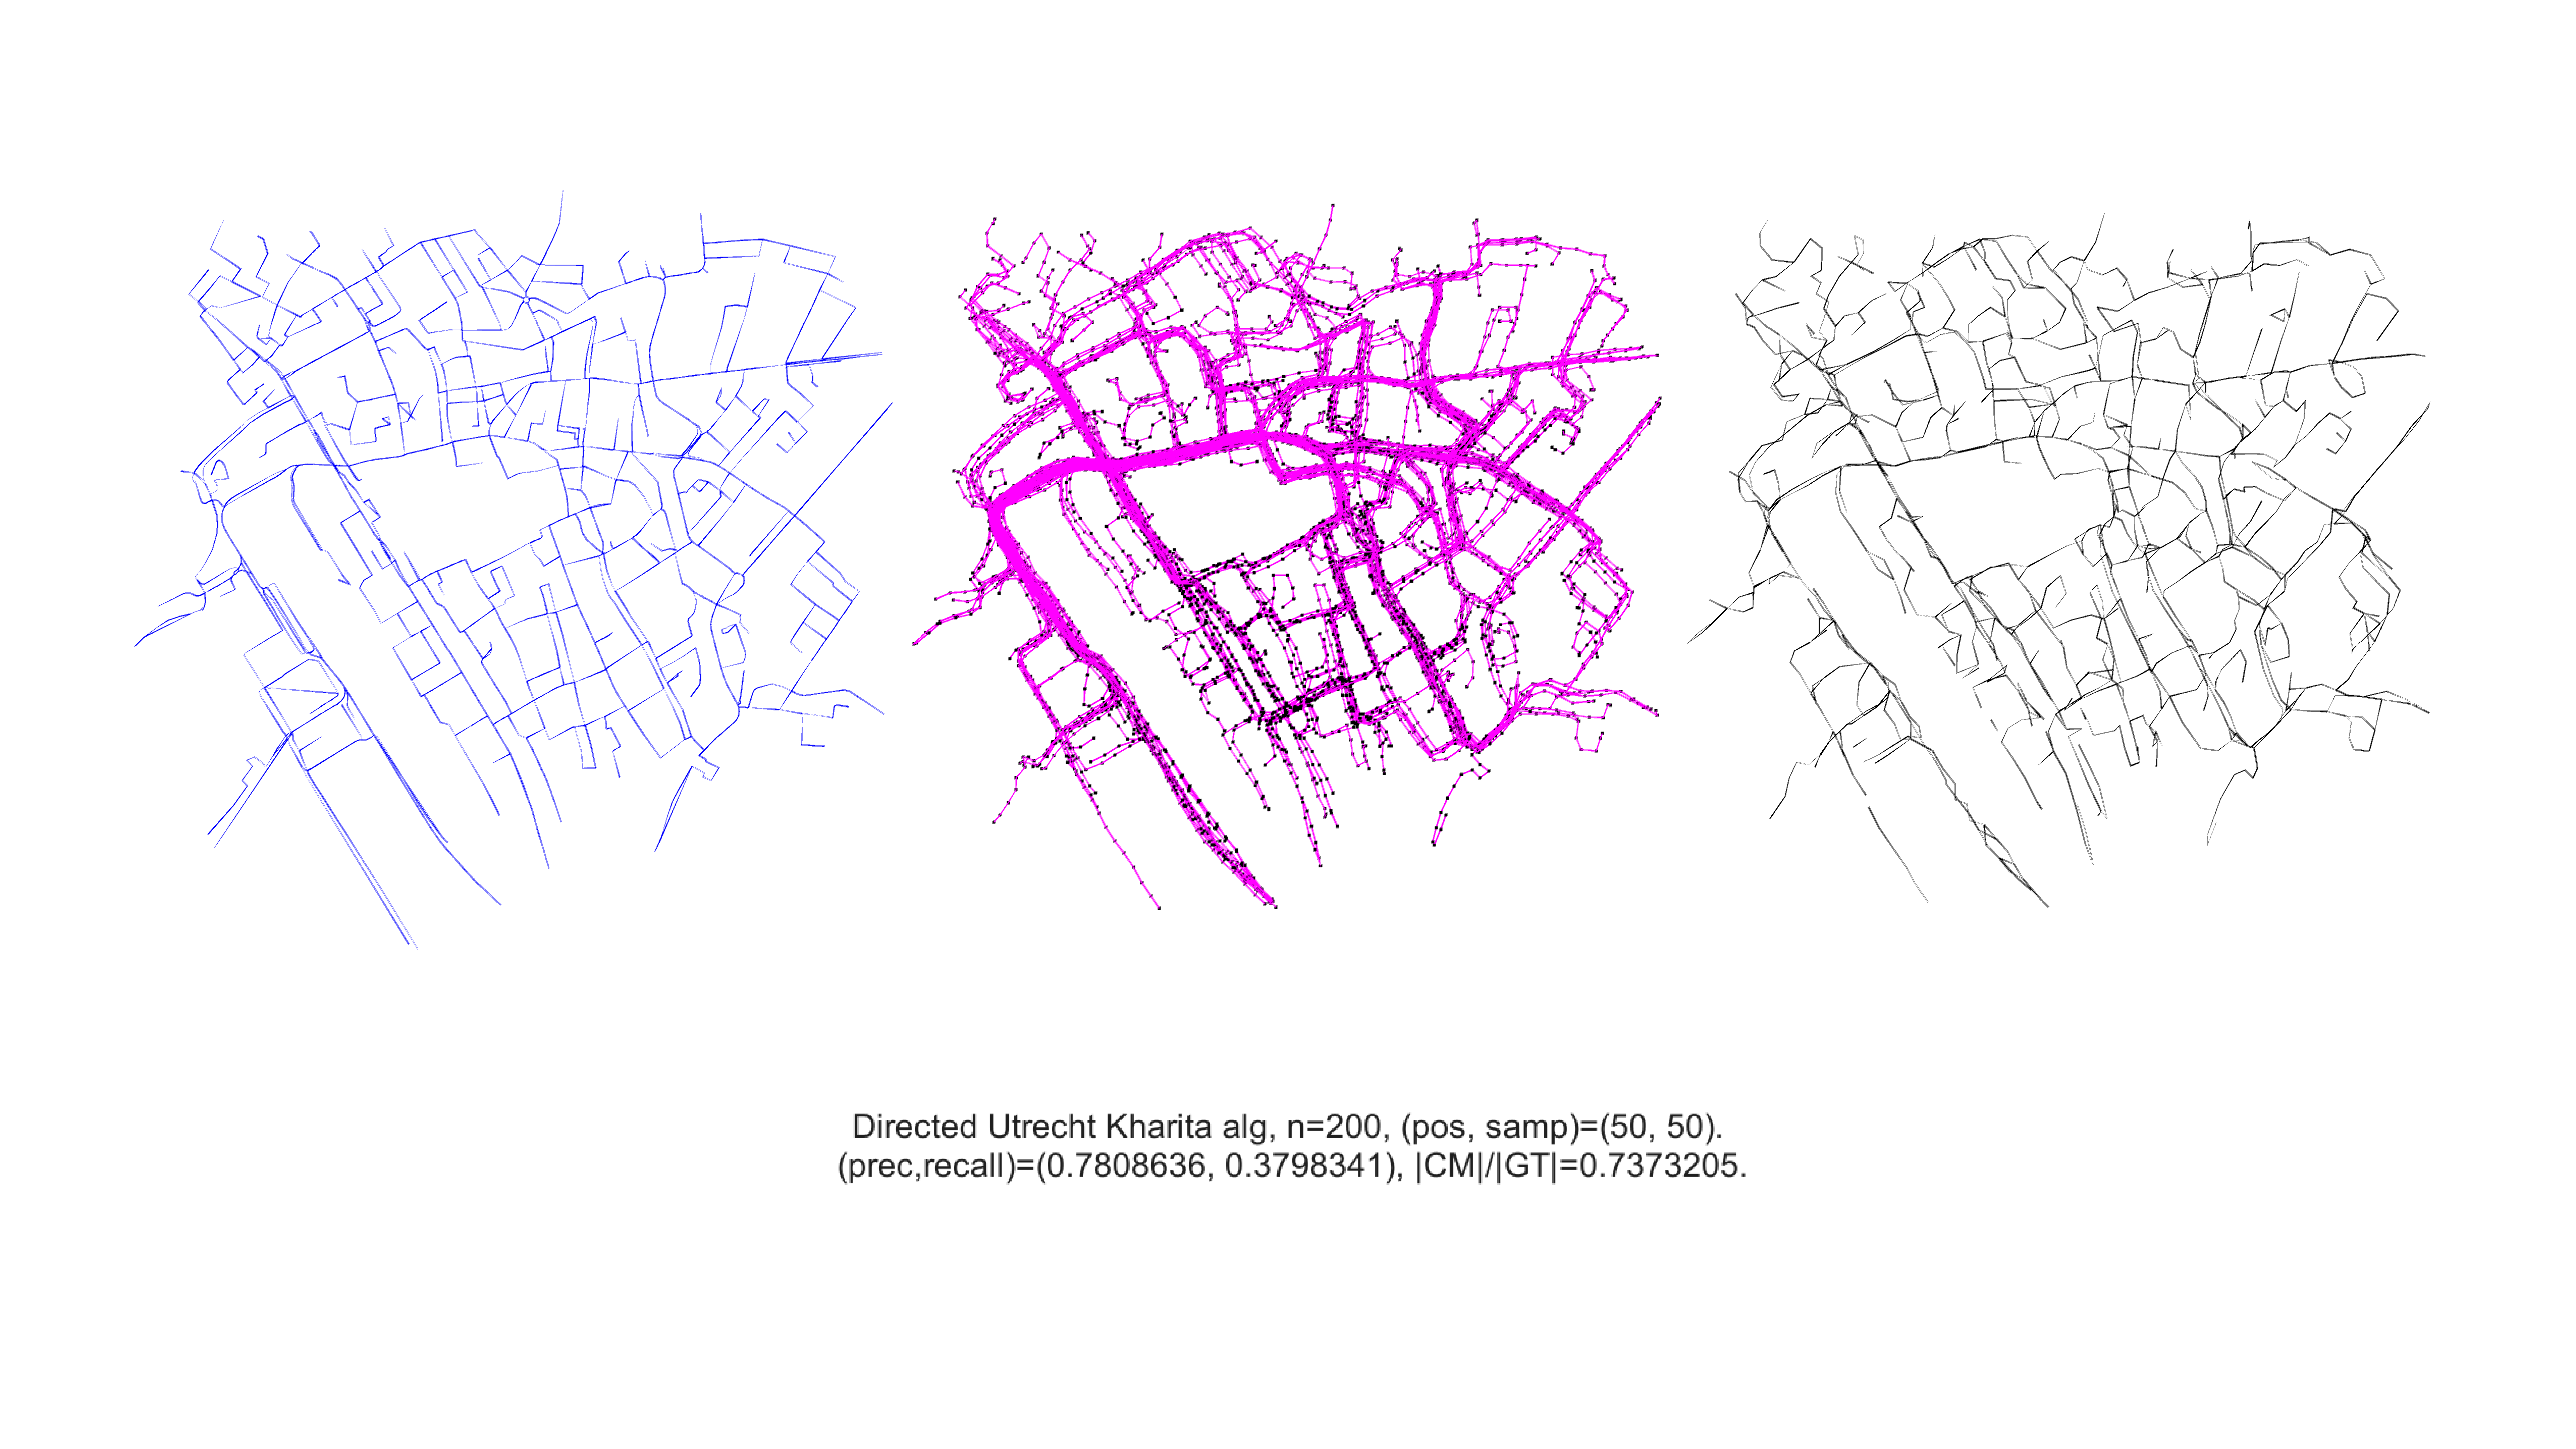 Directed Utrecht Kharita alg, n=200, (pos, samp)=(50, 50).
(prec,recall)=(0.7808636, 0.3798341), |CM|/|GT|=0.7373205.